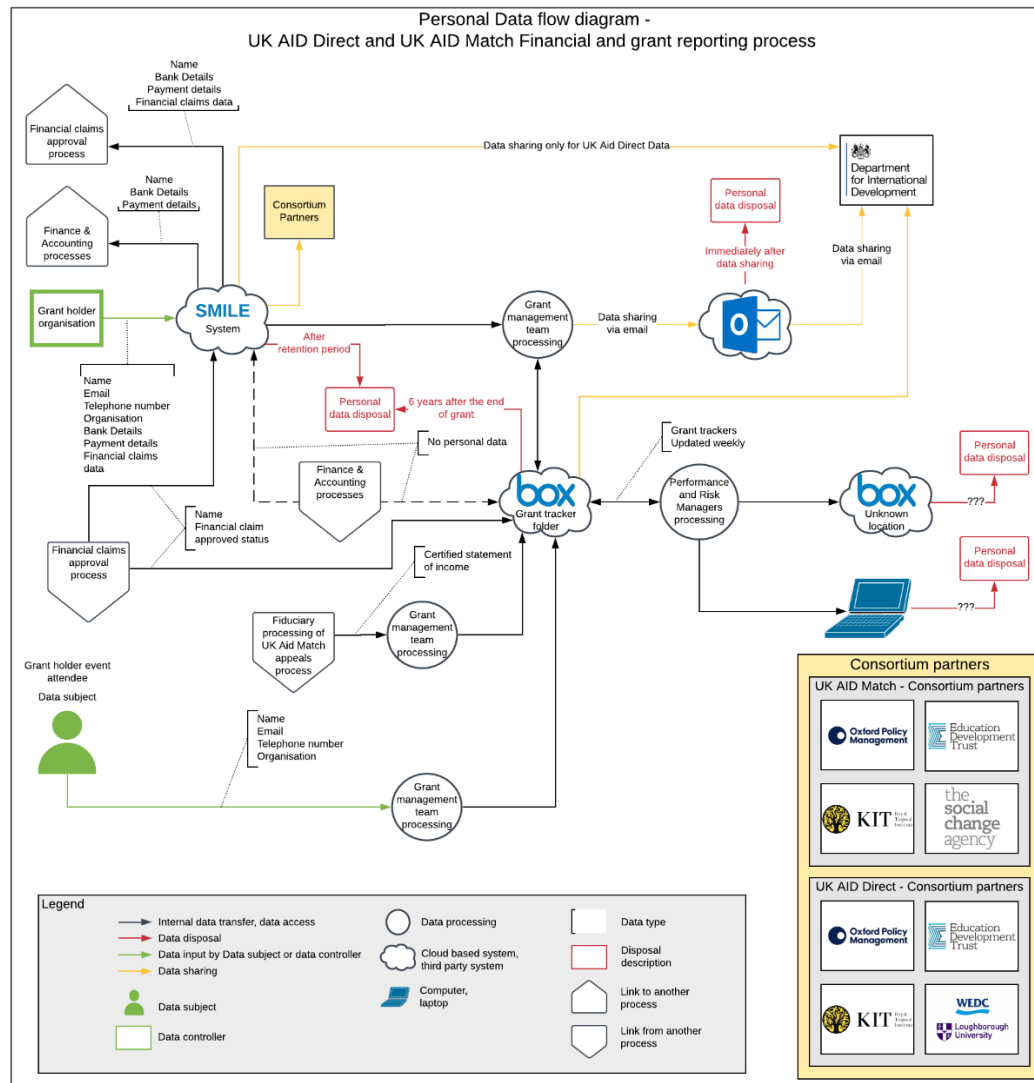 Personal Data flow diagram -
UK AID Direct and UK AID Match Financial and grant reporting process
Name
Bank Details
Payment details
Financial claims data
Financial claims
approval
process
Name
Bank Details
Payment details
Finance &
Accounting
processes
Consortium
Partners
Data sharing only for UK Aid Direct Data
Department
for International
Development
Personal
data disposal
Immediately after
data sharing
Data sharing
via email
Grant holder
organisation
SMILE
System
Grant
management
team
processing
Data sharing
via email
After
retention period
Personal
data disposal
6 years after the end
of grant
Name
Email
Telephone number
Organisation
Bank Details
Payment details
Financial claims
data
No personal data
Finance &
Accounting
processes
Grant trackers
Updated weekly
box
Grant tracker
folder
Performance
and Risk
Managers
processing
box
Unknown
location
Personal
data disposal
???
Name
Financial claim
approved status
Financial claims
approval
process
Certified statement
of income
Personal
data disposal
???
Fiduciary
processing of
UK Aid Match
appeals
process
Grant
management
team
processing
Grant holder event
attendee
Data subject
Name
Email
Telephone number
Organisation
Grant
management
team
processing
Consortium partners
UK AID Match - Consortium partners
Oxford Policy
Management
Education
Development
Trust
KIT Royal
Tropical
Institute
the
social
change
agency
UK AID Direct - Consortium partners
Oxford Policy
Management
Education
Development
Trust
KIT Royal
Tropical
Institute
WEDC
Loughborough
University
Legend
Internal data transfer, data access
Data disposal
Data input by Data subject or data controller
Data sharing
Data subject
Data controller
Data processing
Cloud based system,
third party system
Computer,
laptop
Data type
Disposal
description
Link to another
process
Link from another
process